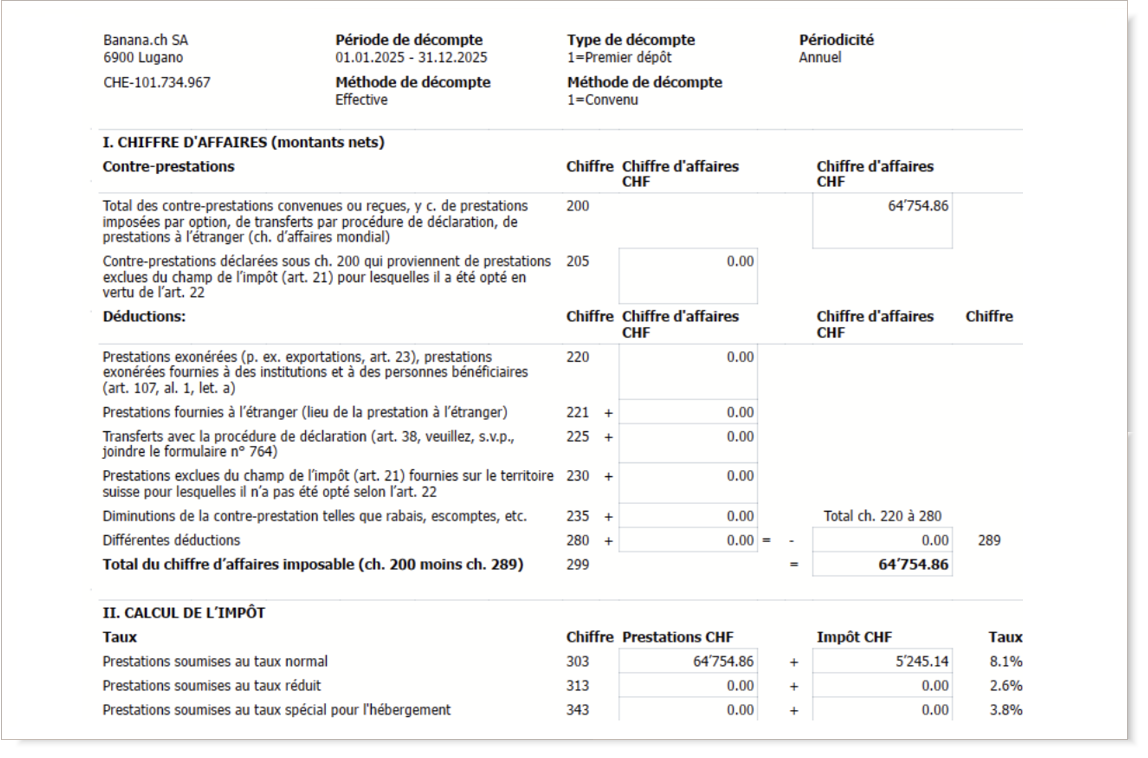 Banana.ch SA Période de décompte Type de décompte Périodicité
6900 Lugano 01.01.2025 - 31.12.2025 1=Premier dépôt Annuel
CHE-101.734.967 Méthode de décompte Méthode de décompte
Effective 1=Convenu
I. CHIFFRE D'AFFAIRES (montants nets)
Contre-prestations Chiffre Chiffre d'affaires Chiffre d'affaires
CHF CHF
Total des contre-prestations convenues ou reçues, y c. de prestations 200 64'754.86
imposées par option, de transferts par procédure de déclaration, de
prestations à l’étranger (ch. d’affaires mondial)
Contre-prestations déclarées sous ch. 200 qui proviennent de prestations 205 0.00
exclues du champ de l’impôt (art. 21) pour lesquelles il a été opté en
vertu de l’art. 22
Déductions: Chiffre Chiffre d'affaires Chiffre d'affaires Chiffre
CHF CHF
Prestations exonérées (p. ex. exportations, art. 23), prestations 220 0.00
exonérées fournies à des institutions et à des personnes bénéficiaires
(art. 107, al. 1, let. a)
Prestations fournies à l’étranger (lieu de la prestation à l’étranger) 221 + 0.00
Transferts avec la procédure de déclaration (art. 38, veuillez, s.v.p., 225 + 0.00
joindre le formulaire n° 764)
Prestations exclues du champ de l’impôt (art. 21) fournies sur le territoire 230 + 0.00
suisse pour lesquelles il n’a pas été opté selon l’art. 22
Diminutions de la contre-prestation telles que rabais, escomptes, etc. 235 + 0.00 Total ch. 220 à 280
Différentes déductions 280 + 0.00 = - 0.00 289
Total du chiffre d’affaires imposable (ch. 200 moins ch. 289) 299 = 64’754.86
II. CALCUL DE L’IMPÔT
Taux Chiffre Prestations CHF Impôt CHF Taux
Prestations soumises au taux normal 303 64’754.86 + 5’245.14 8.1%
Prestations soumises au taux réduit 313 0.00 + 0.00 2.6%
Prestations soumises au taux spécial pour l'hébergement 343 0.00 + 0.00 3.8%